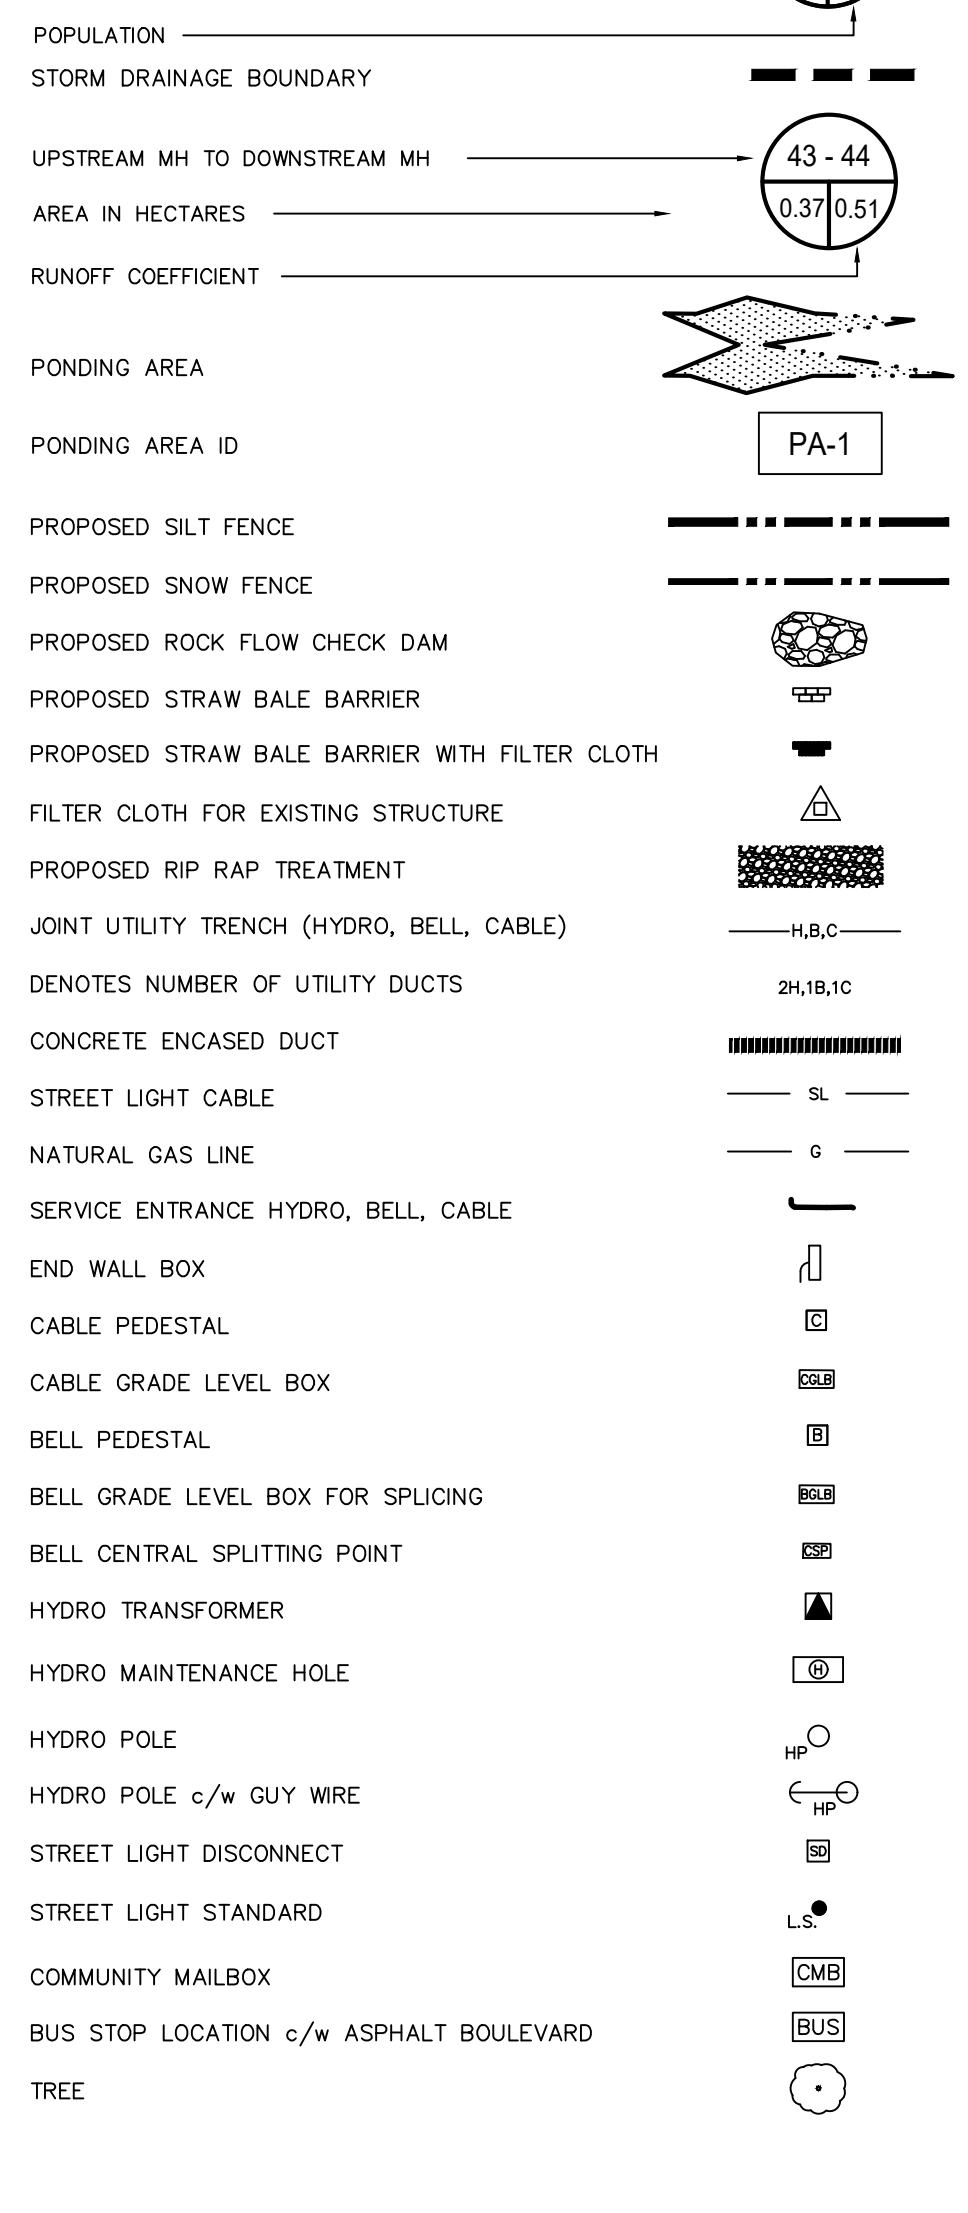 POPULATION
STORM DRAINAGE BOUNDARY
UPSTREAM MH TO DOWNSTREAM MH 43 - 44
AREA IN HECTARES 0.37 0.51
RUNOFF COEFFICIENT
PONDING AREA
PONDING AREA ID PA-1
PROPOSED SILT FENCE
PROPOSED SNOW FENCE
PROPOSED ROCK FLOW CHECK DAM
PROPOSED STRAW BALE BARRIER
PROPOSED STRAW BALE BARRIER WITH FILTER CLOTH
FILTER CLOTH FOR EXISTING STRUCTURE
PROPOSED RIP RAP TREATMENT
JOINT UTILITY TRENCH (HYDRO, BELL, CABLE) H,B,C
DENOTES NUMBER OF UTILITY DUCTS 2H,1B,1C
CONCRETE ENCASED DUCT
STREET LIGHT CABLE SL
NATURAL GAS LINE G
SERVICE ENTRANCE HYDRO, BELL, CABLE
END WALL BOX
CABLE PEDESTAL C
CABLE GRADE LEVEL BOX CGLB
BELL PEDESTAL B
BELL GRADE LEVEL BOX FOR SPLICING BGLB
BELL CENTRAL SPLITTING POINT CSP
HYDRO TRANSFORMER
HYDRO MAINTENANCE HOLE H
HYDRO POLE HP
HYDRO POLE c/w GUY WIRE HP
STREET LIGHT DISCONNECT SD
STREET LIGHT STANDARD L.S.
COMMUNITY MAILBOX CMB
BUS STOP LOCATION c/w ASPHALT BOULEVARD BUS
TREE